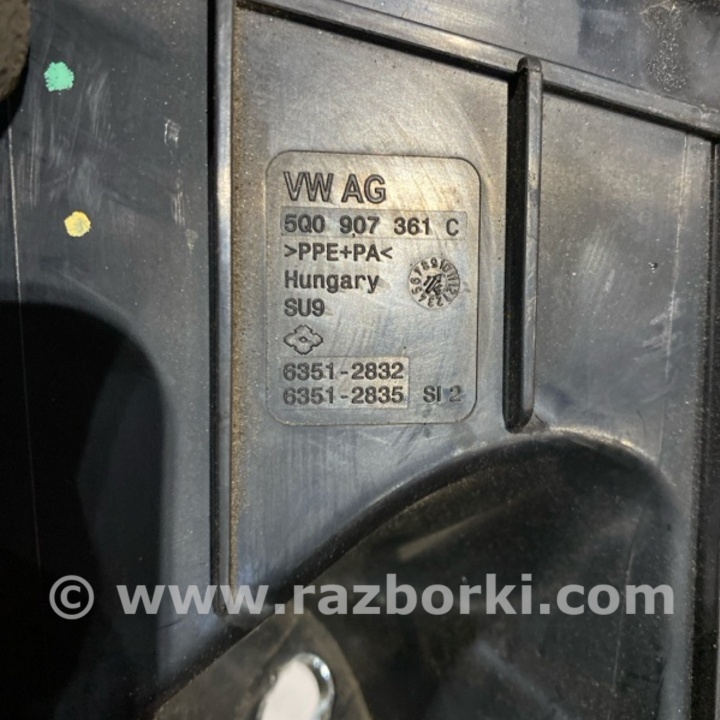 VW AG
5Q0 907 361 C
>PPE+PA<
Hungary
SU9
6351-2832
6351-2835 SI 2
© www.razborki.com